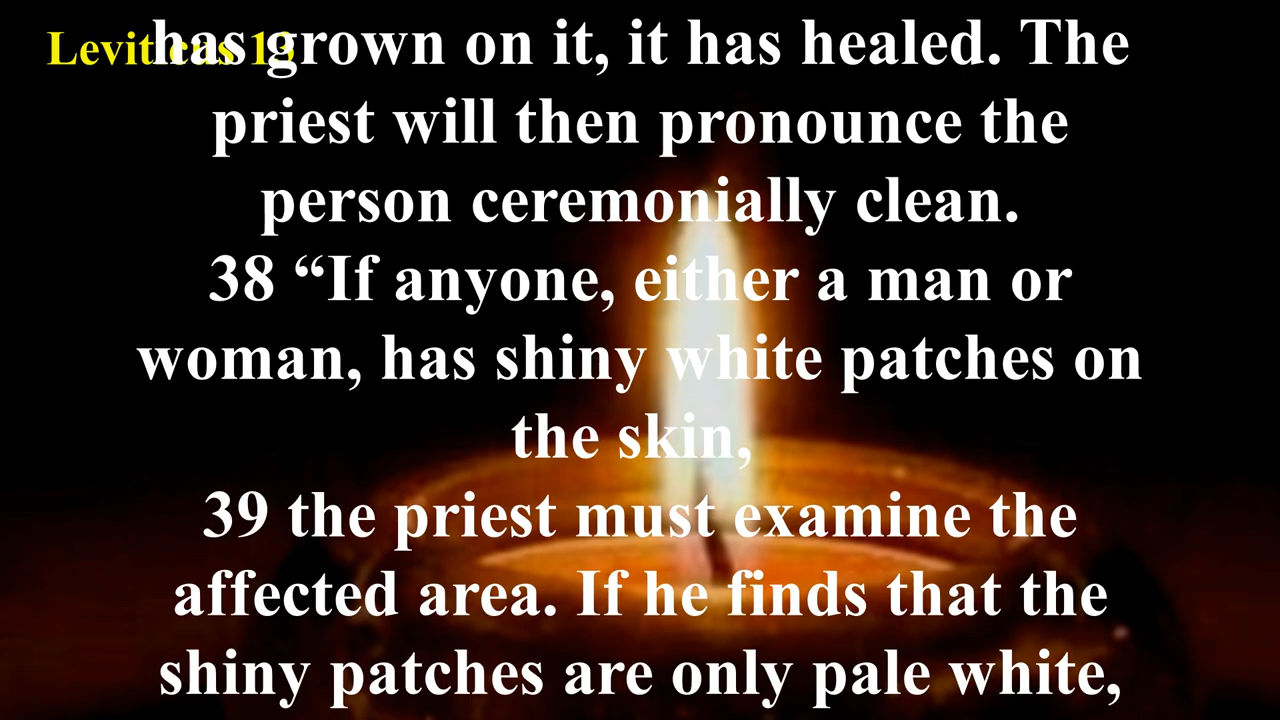 Leviticus 13
has grown on it, it has healed. The
priest will then pronounce the
person ceremonially clean.
38 “If anyone, either a man or
woman, has shiny white patches on
the skin,
39 the priest must examine the
affected area. If he finds that the
shiny patches are only pale white,